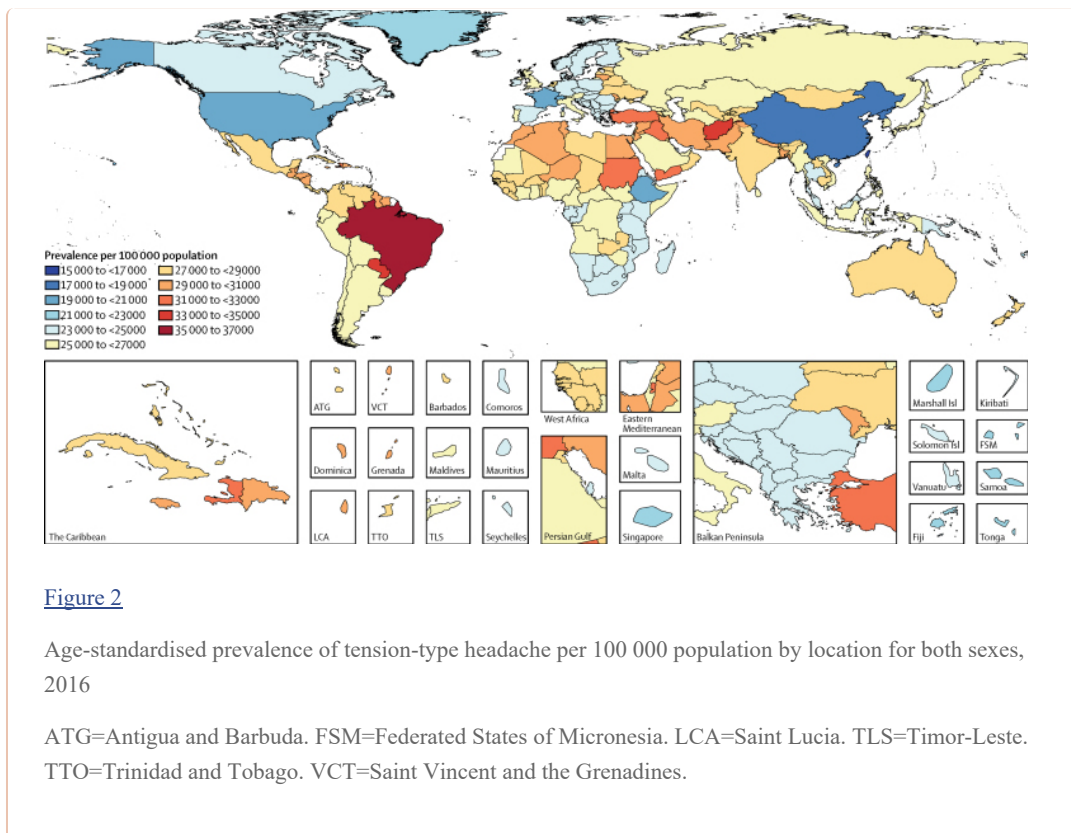 Prevalence per 100 000 population
15 000 to <17 000
17 000 to <19 000
19 000 to <21 000
21 000 to <23 000
23 000 to <25 000
25 000 to <27 000
27 000 to <29 000
29 000 to <31 000
31 000 to <33 000
33 000 to <35 000
35 000 to 37 000
The Caribbean
ATG
VCT
Barbados
Comoros
Dominica
Grenada
Maldives
Mauritius
LCA
TTO
TLS
Seychelles
West Africa
Eastern
Mediterranean
Persian Gulf
Malta
Singapore
Balkan Peninsula
Marshall Isl
Kiribati
Solomon Isl
FSM
Vanuatu
Samoa
Fiji
Tonga
Figure 2
Age-standardised prevalence of tension-type headache per 100 000 population by location for both sexes,
2016
ATG=Antigua and Barbuda. FSM=Federated States of Micronesia. LCA=Saint Lucia. TLS=Timor-Leste.
TTO=Trinidad and Tobago. VCT=Saint Vincent and the Grenadines.